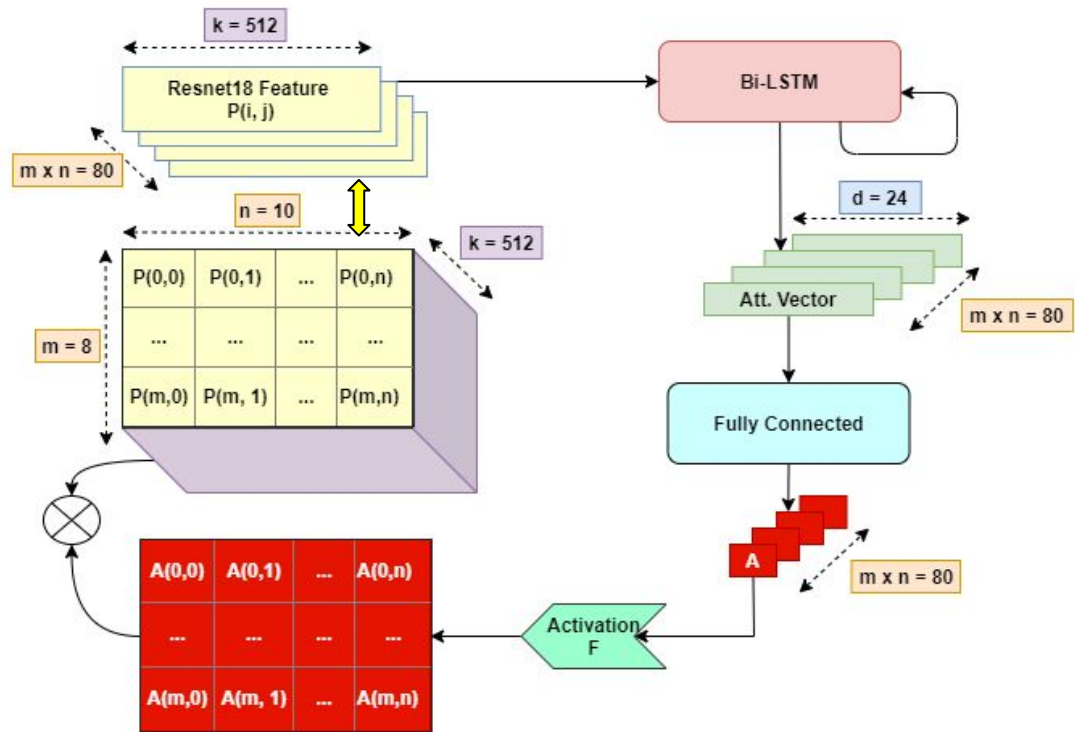 k = 512
Resnet18 Feature
P(i, j)
Bi-LSTM
m x n = 80
n = 10
k = 512
d = 24
P(0,0) P(0,1) ... P(0,n)
... ... ... ...
P(m,0) P(m, 1) ... P(m,n)
m = 8
Att. Vector
m x n = 80
Fully Connected
A
m x n = 80
Activation
F
A(0,0) A(0,1) ... A(0,n)
... ... ... ...
A(m,0) A(m, 1) ... A(m,n)